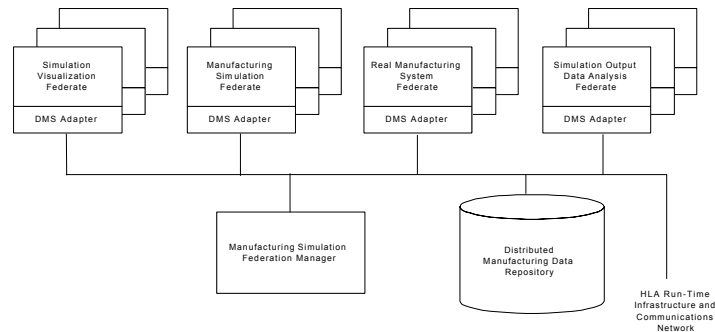 Simulation
Visualization
Federate
DMS Adapter
Manufacturing
Simulation
Federate
DMS Adapter
Real Manufacturing
System
Federate
DMS Adapter
Simulation Output
Data Analysis
Federate
DMS Adapter
Manufacturing Simulation
Federation Manager
Distributed
Manufacturing Data
Repository
HLA Run-Time
Infrastructure and
Communications
Network